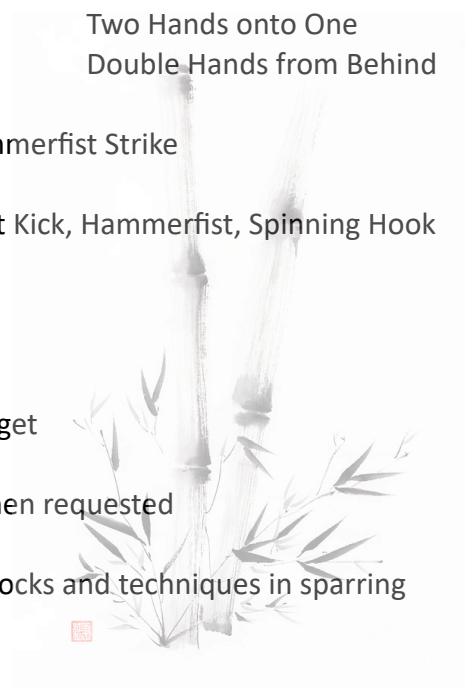 Two Hands onto One
Double Hands from Behind
mmerfist Strike
t Kick, Hammerfist, Spinning Hook
get
en requested
ocks and techniques in sparring